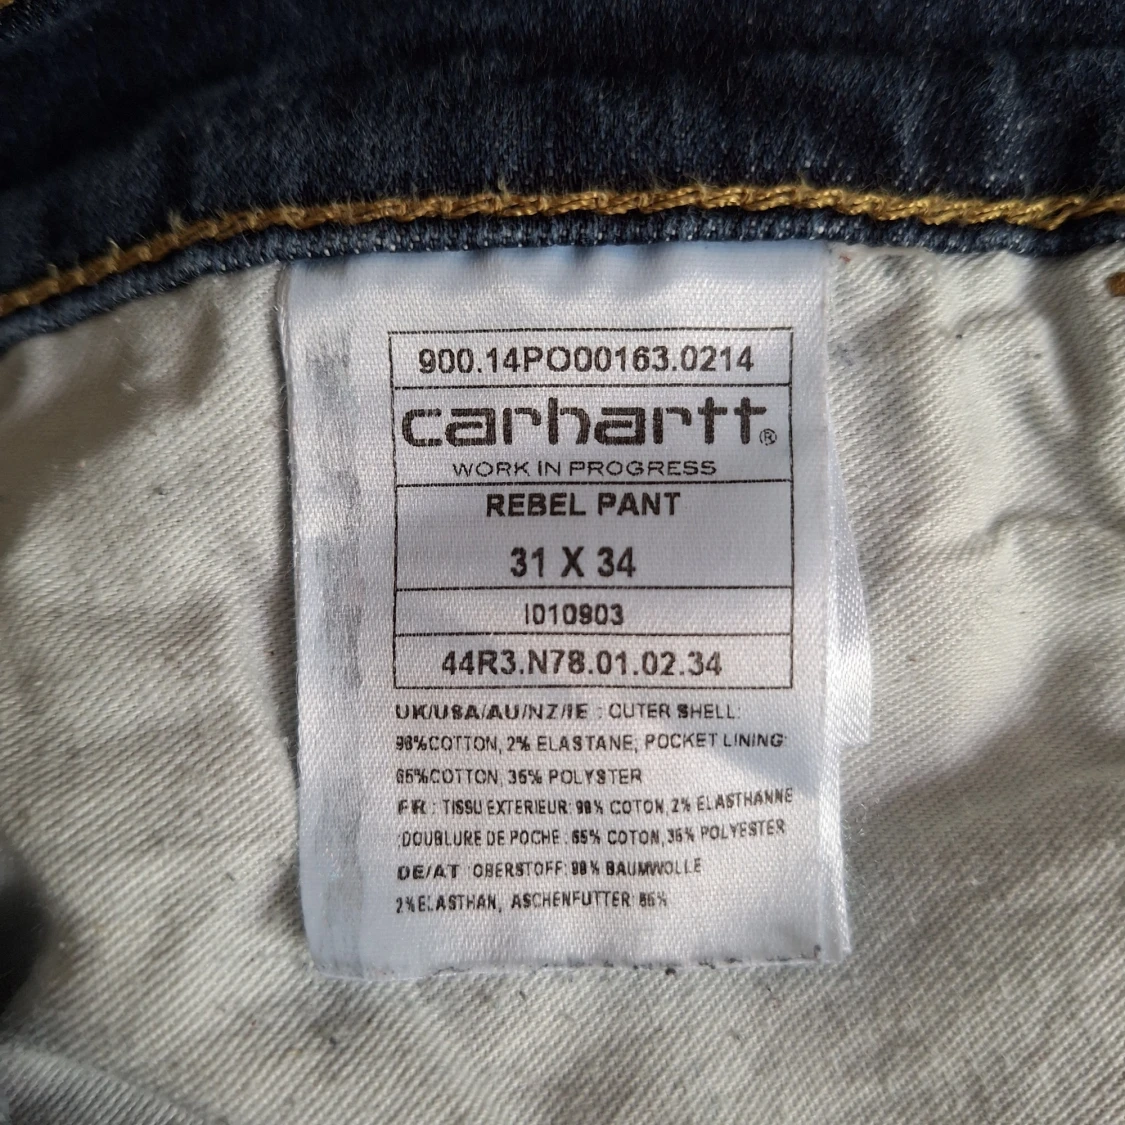 900.14PO00163.0214
carhartt®
WORK IN PROGRESS
REBEL PANT
31 X 34
I010903
44R3.N78.01.02.34
UK/USA/AU/NZ/IE : OUTER SHELL:
98%COTTON, 2% ELASTANE; POCKET LINING:
65%COTTON, 35% POLYSTER
FR : TISSU EXTERIEUR: 98% COTON, 2% ELASTHANNE
DOUBLURE DE POCHE : 65% COTON, 35% POLYESTER
DE/AT OBERSTOFF: 98% BAUMWOLLE
2%ELASTHAN, ASCHENFUTTER: